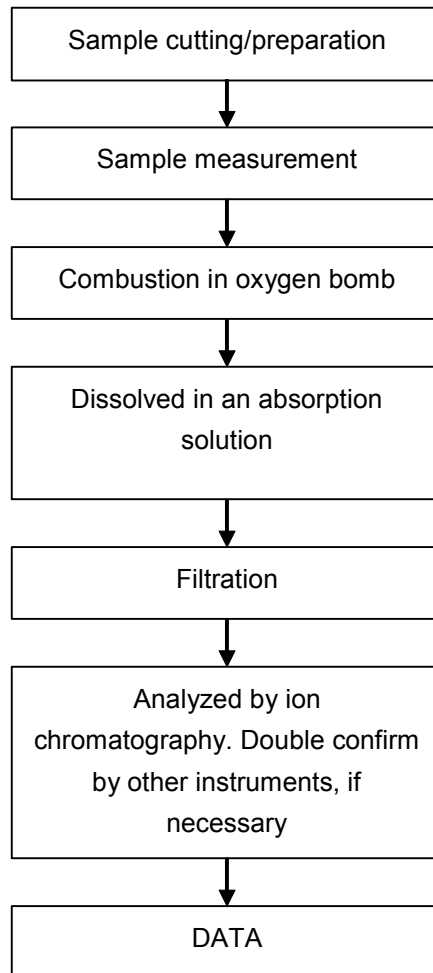 Sample cutting/preparation
Sample measurement
Combustion in oxygen bomb
Dissolved in an absorption
solution
Filtration
Analyzed by ion
chromatography. Double confirm
by other instruments, if
necessary
DATA